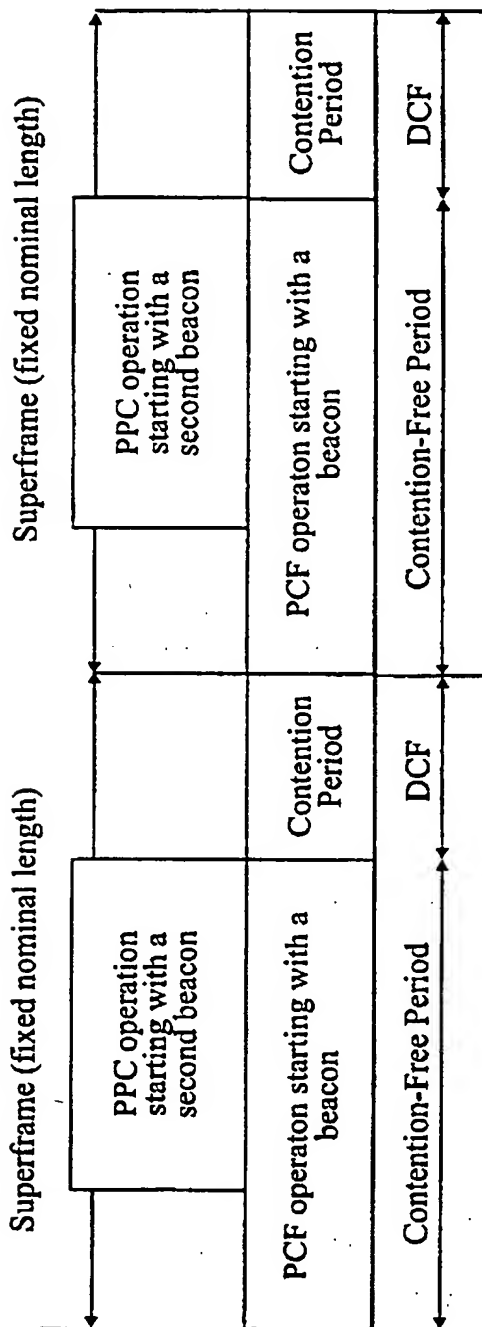 Superframe (fixed nominal length)
Superframe (fixed nominal length)
PPC operation
starting with a
second beacon
PPC operation
starting with a
second beacon
PCF operaton starting with a
beacon
Contention
Period
PCF operaton starting with a
beacon
Contention
Period
Contention-Free Period
DCF
Contention-Free Period
DCF